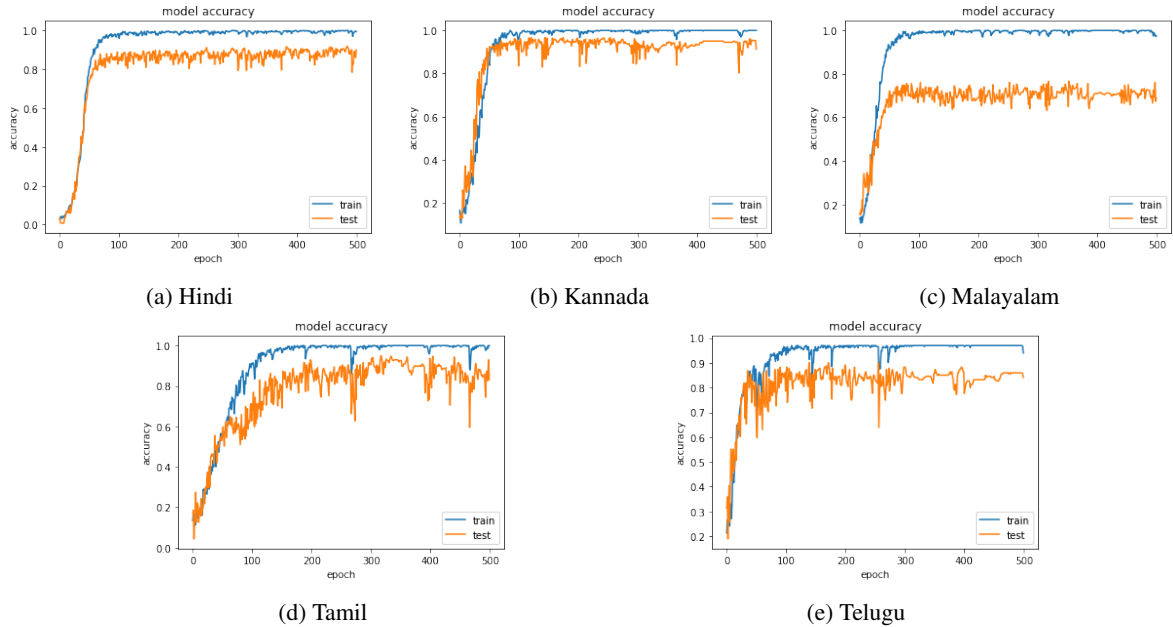 model accuracy
1.0
0.8
0.6
0.4
0.2
0.0
accuracy
0 100 200 300 400 500
epoch
train
test
(a) Hindi
model accuracy
1.0
0.8
0.6
0.4
0.2
accuracy
0 100 200 300 400 500
epoch
train
test
(b) Kannada
model accuracy
1.0
0.8
0.6
0.4
0.2
accuracy
0 100 200 300 400 500
epoch
train
test
(c) Malayalam
model accuracy
1.0
0.8
0.6
0.4
0.2
0.0
accuracy
0 100 200 300 400 500
epoch
train
test
(d) Tamil
model accuracy
1.0
0.9
0.8
0.7
0.6
0.5
0.4
0.3
0.2
accuracy
0 100 200 300 400 500
epoch
train
test
(e) Telugu